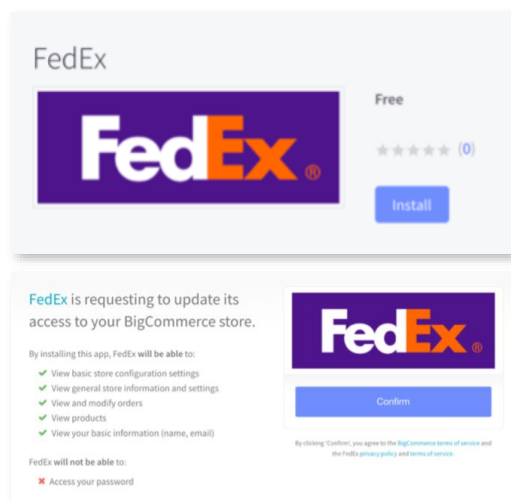 FedEx
FedEx®
Free
(0)
Install
FedEx is requesting to update its
access to your BigCommerce store.
By installing this app, FedEx will be able to:
View basic store configuration settings
View general store information and settings
View and modify orders
View products
View your basic information (name, email)
FedEx will not be able to:
Access your password
FedEx®
Confirm
By clicking 'Confirm', you agree to the BigCommerce terms of service and
the FedEx privacy policy and terms of service.